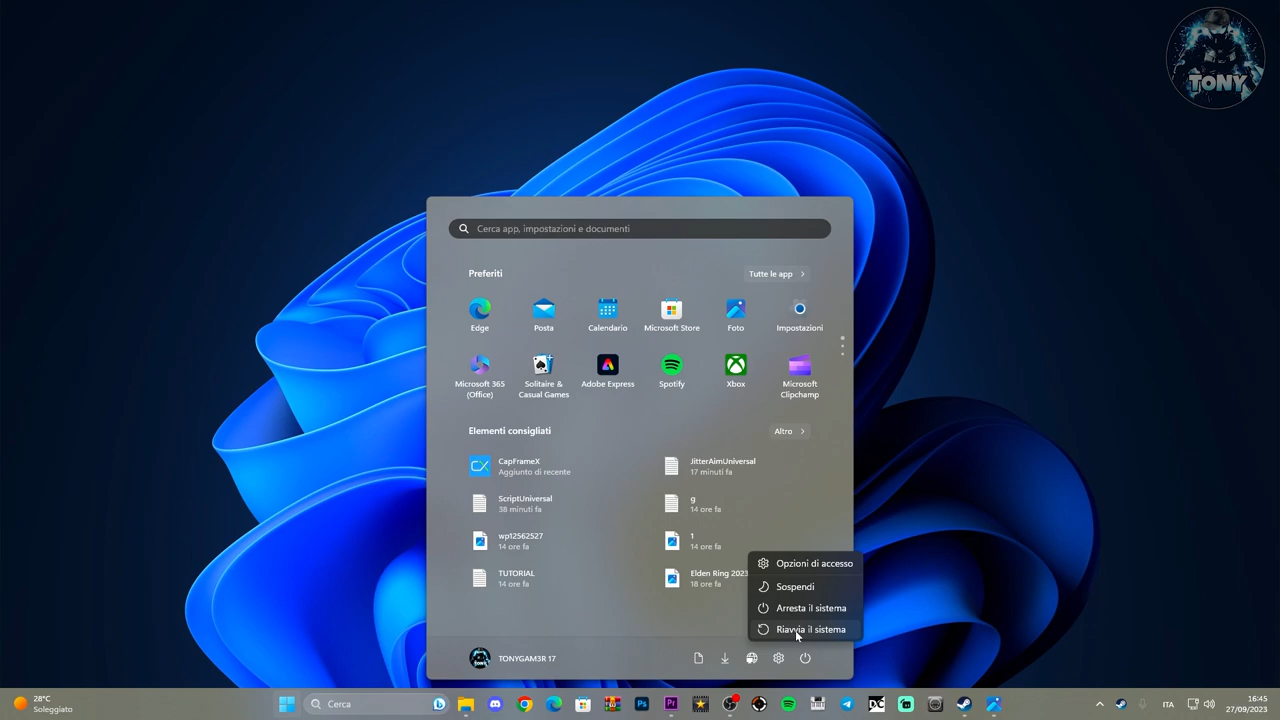 TONY
Cerca app, impostazioni e documenti
Preferiti
Tutte le app
Edge
Posta
Calendario
Microsoft Store
Foto
Impostazioni
Microsoft 365
(Office)
Solitaire &
Casual Games
Adobe Express
Spotify
Xbox
Microsoft
Clipchamp
Elementi consigliati
Altro
CapFrameX
Aggiunto di recente
JitterAimUniversal
17 minuti fa
ScriptUniversal
38 minuti fa
g
14 ore fa
wp12562527
14 ore fa
1
14 ore fa
TUTORIAL
14 ore fa
Elden Ring 2023
18 ore fa
Opzioni di accesso
Sospendi
Arresta il sistema
Riavvia il sistema
TONYGAM3R 17
28°C
Soleggiato
Cerca
Ps
Pr
DC
ITA
16:45
27/09/2023